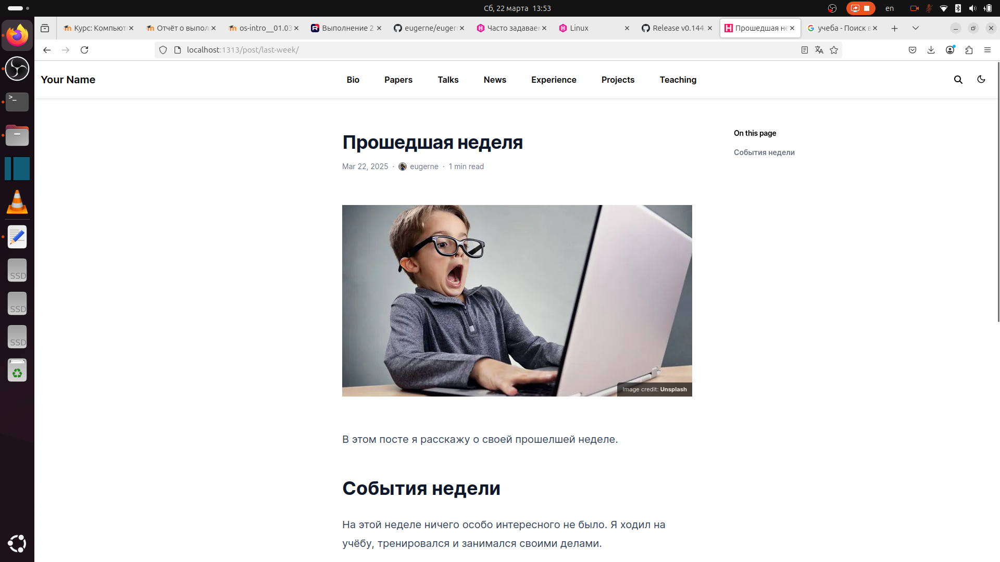 Сб, 22 марта 13:53
en
Курс: Компьют
Отчёт о выпол
os-intro__01.03
Выполнение 2
eugerne/eugern
Часто задаваем
Linux
Release v0.144.
Прошедшая не
учеба - Поиск в
localhost:1313/post/last-week/
>_
SSD
SSD
SSD
Your Name
Bio
Papers
Talks
News
Experience
Projects
Teaching
Прошедшая неделя
Mar 22, 2025 · eugerne · 1 min read
On this page
События недели
Image credit: Unsplash
В этом посте я расскажу о своей прошелшей неделе.
События недели
На этой неделе ничего особо интересного не было. Я ходил на
учёбу, тренировался и занимался своими делами.